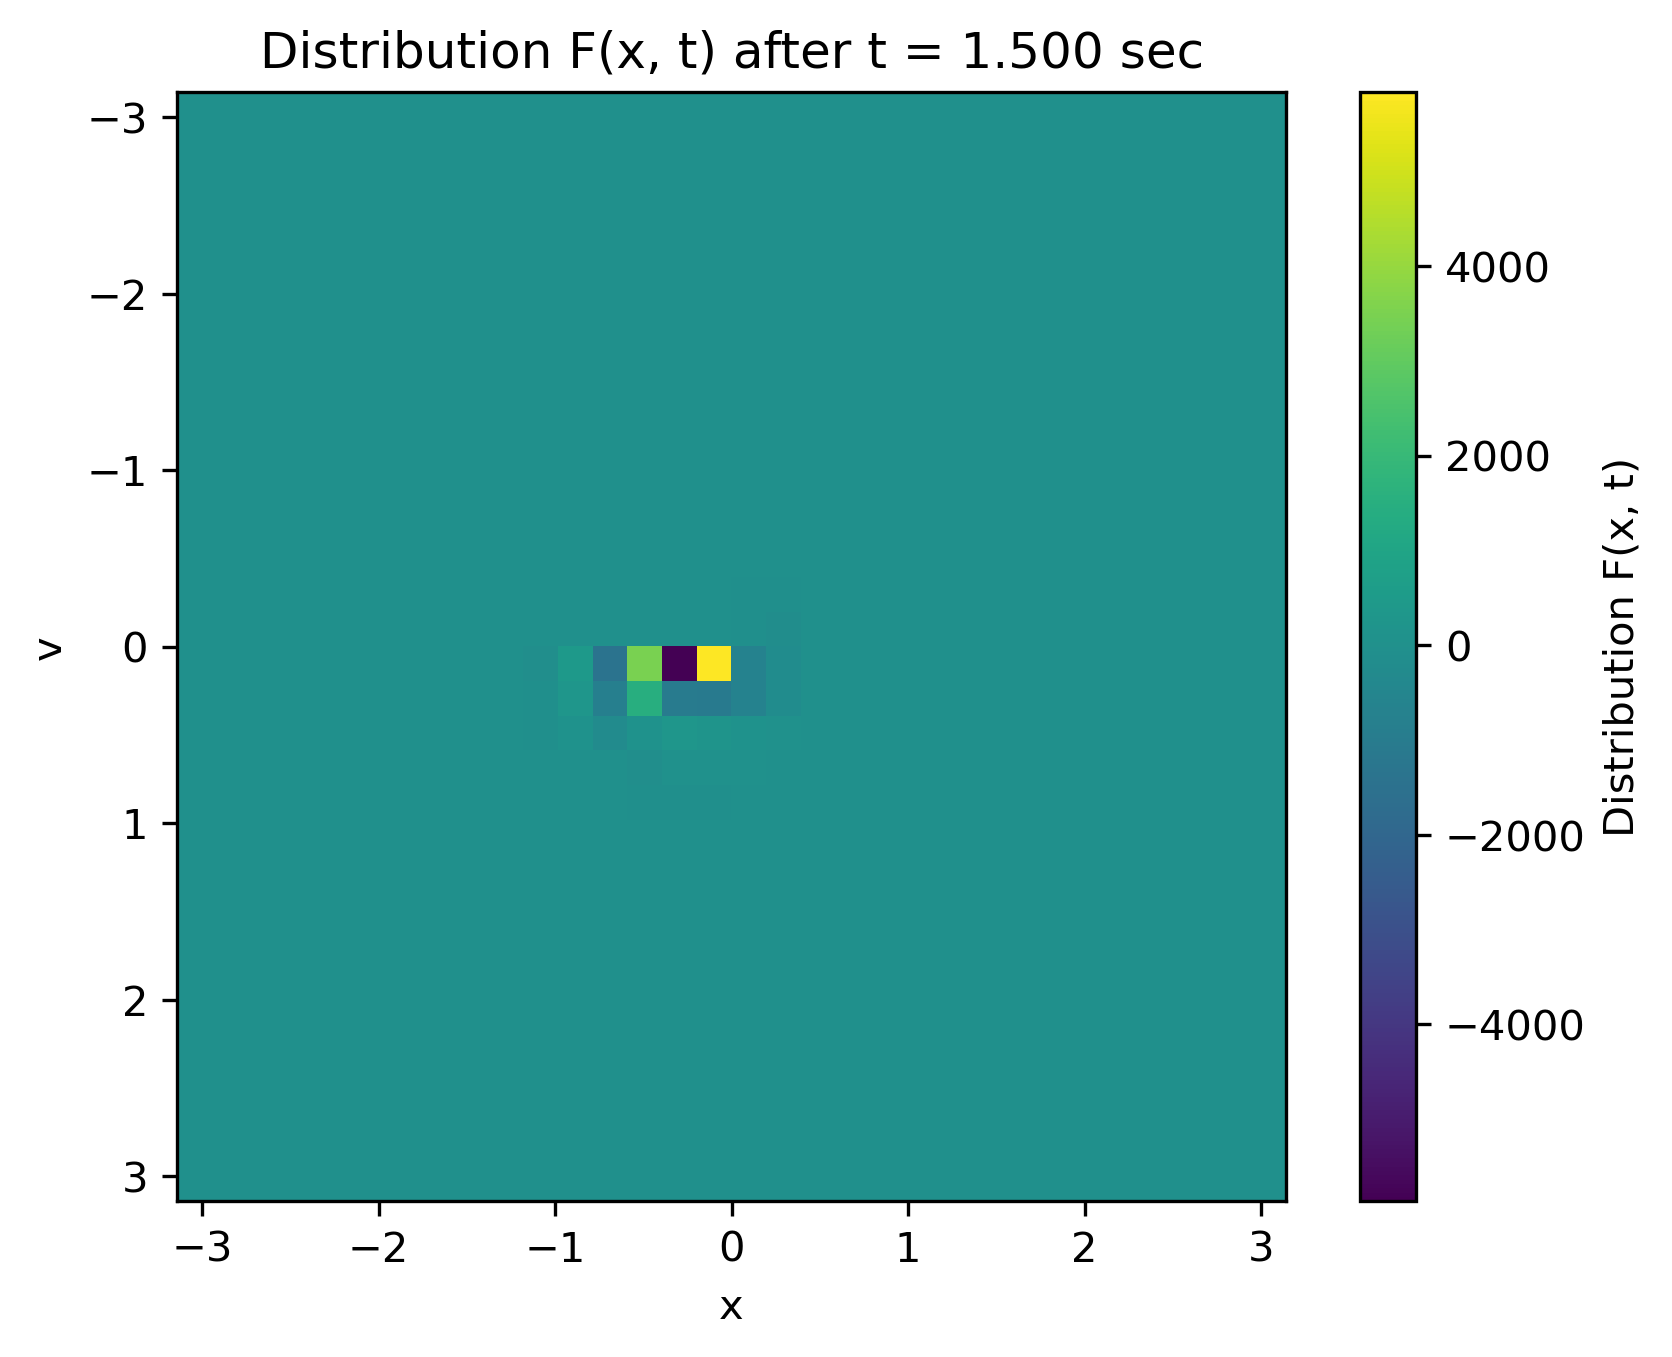 Distribution F(x, t) after t = 1.500 sec
−3
−2
−1
0
1
2
3
v
−3 −2 −1 0 1 2 3
x
4000
2000
0
−2000
−4000
Distribution F(x, t)